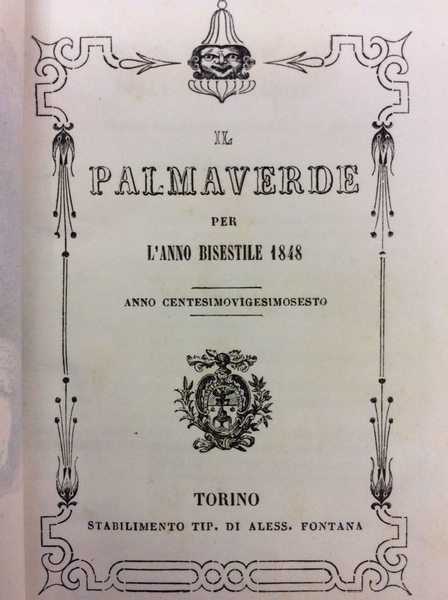 IL
PALMAVERDE
PER
L'ANNO BISESTILE 1848
ANNO CENTESIMOVIGESIMOSESTO
TORINO
STABILIMENTO TIP. DI ALESS. FONTANA